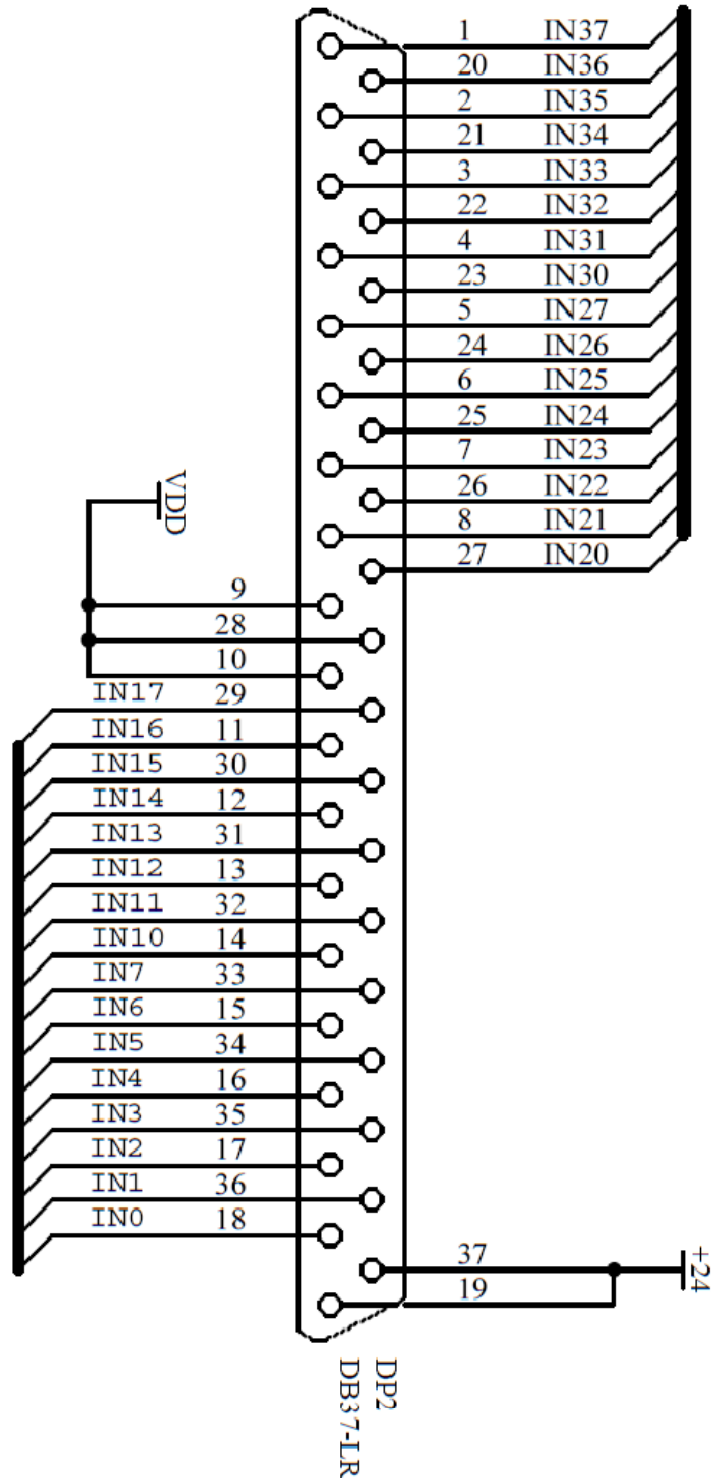 1 IN37
20 IN36
2 IN35
21 IN34
3 IN33
22 IN32
4 IN31
23 IN30
5 IN27
24 IN26
6 IN25
25 IN24
7 IN23
26 IN22
8 IN21
27 IN20
VDD
9
28
10
IN17 29
IN16 11
IN15 30
IN14 12
IN13 31
IN12 13
IN11 32
IN10 14
IN7 33
IN6 15
IN5 34
IN4 16
IN3 35
IN2 17
IN1 36
IN0 18
37
19
+24
DP2
DB37-LR